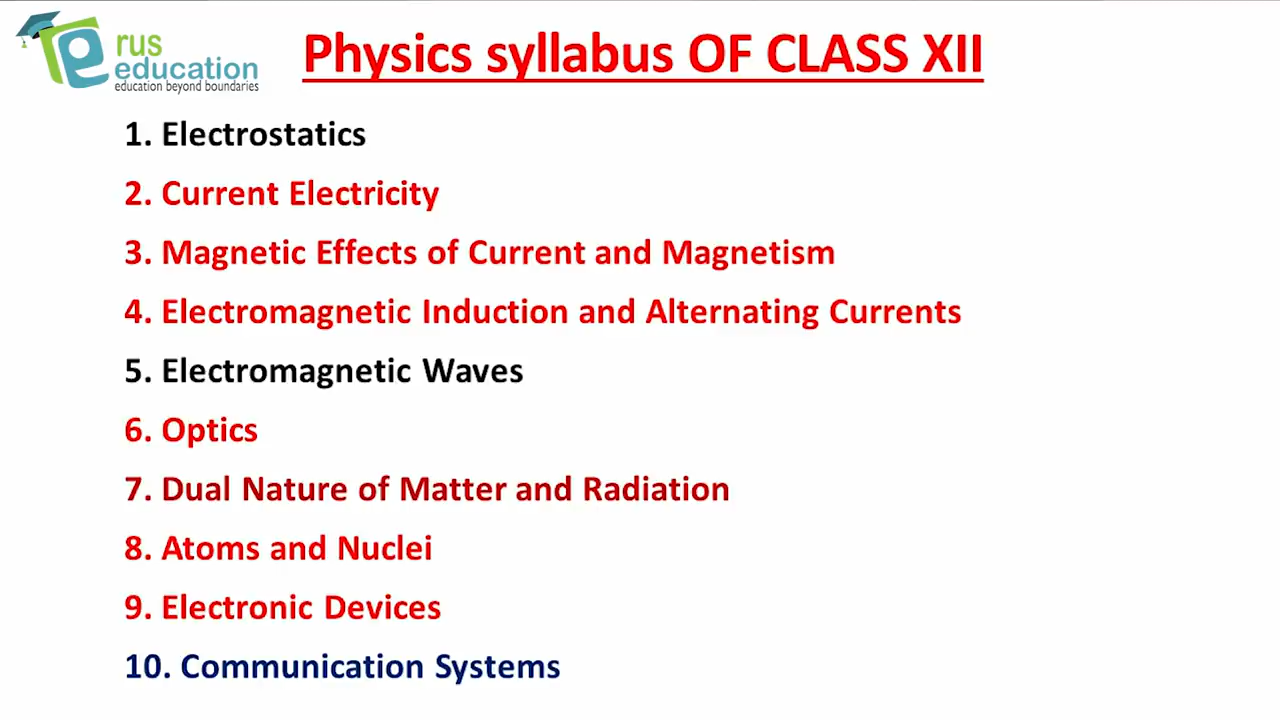 rus
education
education beyond boundaries
Physics syllabus OF CLASS XII
1. Electrostatics
2. Current Electricity
3. Magnetic Effects of Current and Magnetism
4. Electromagnetic Induction and Alternating Currents
5. Electromagnetic Waves
6. Optics
7. Dual Nature of Matter and Radiation
8. Atoms and Nuclei
9. Electronic Devices
10. Communication Systems